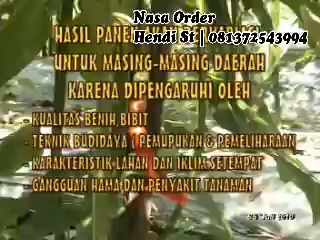 Nasa Order
Hendi St | 081372543994
HASIL
UNTUK MASING-MASING DAERAH
KARENA DIPENGARUHI OLEH
- KUALITAS BENIH/BIBIT
- TEKNIK BUDIDAYA ( PEMUPUKAN & PEMELIHARAAN
- KARAKTERISTIK LAHAN DAN IKLIM SETEMPAT
- GANGGUAN HAMA DAN PENYAKIT TANAMAN